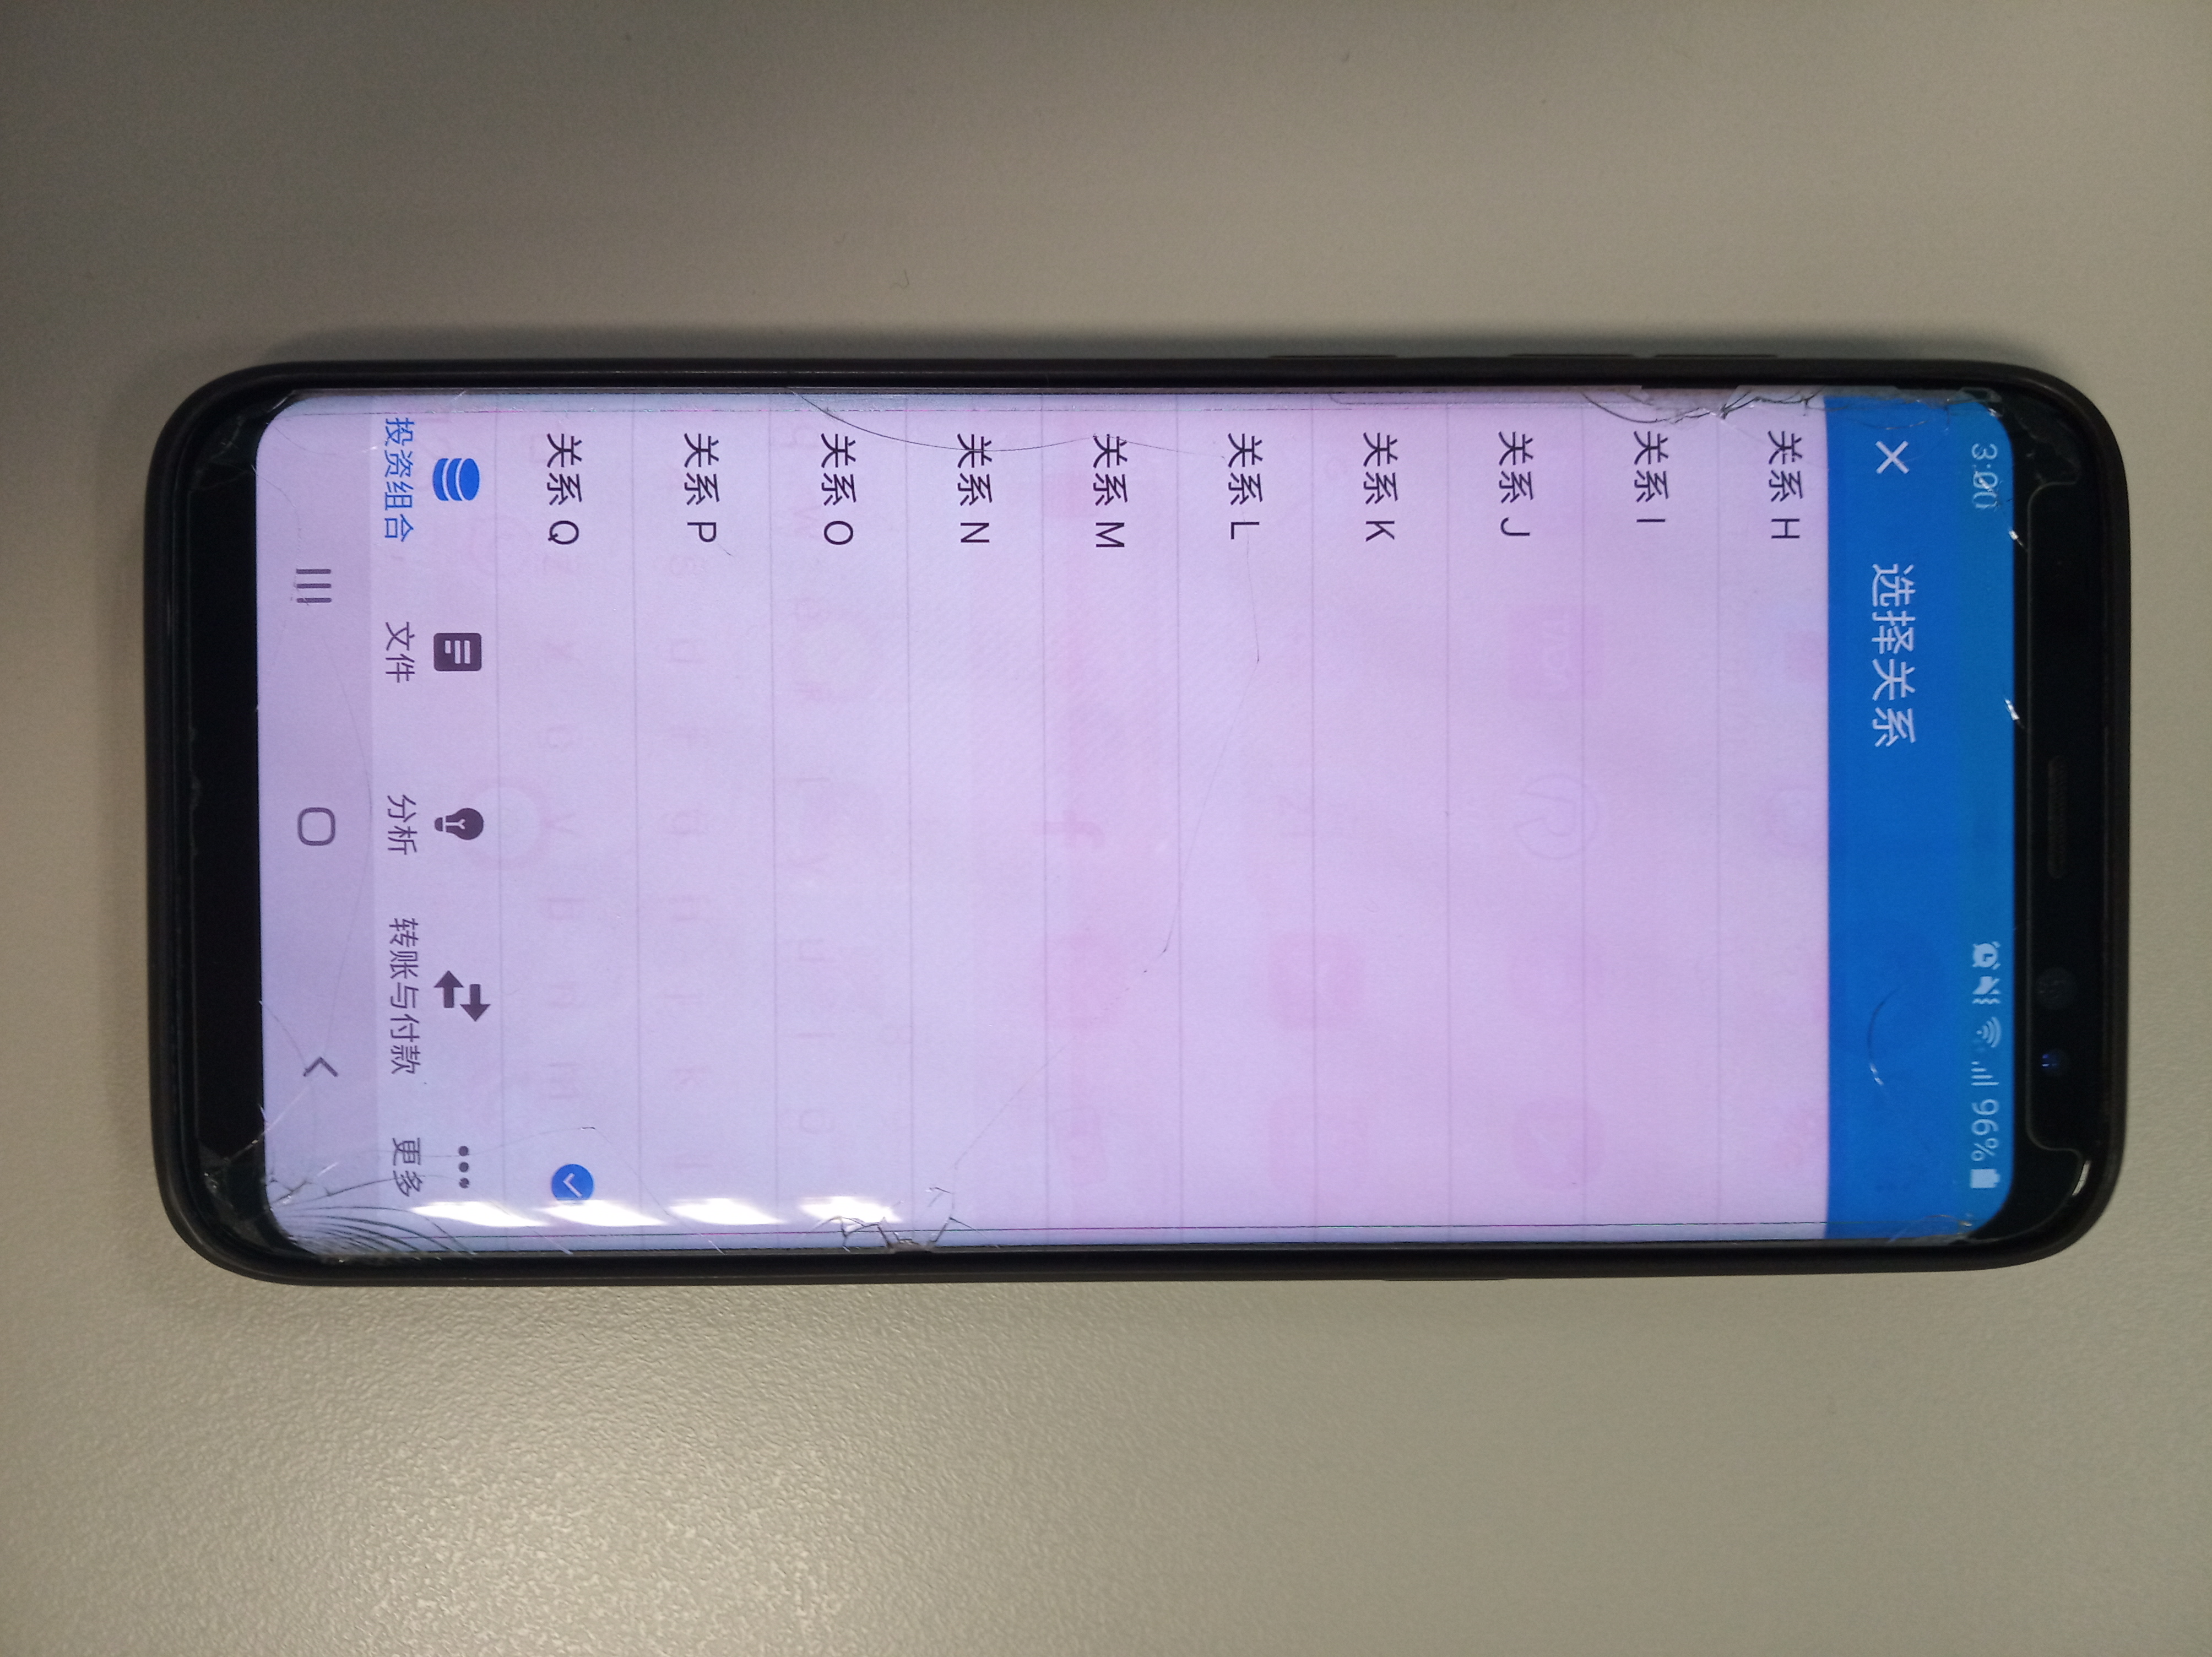 3:00 96%
选择关系
关系 H
关系 I
关系 J
关系 K
关系 L
关系 M
关系 N
关系 O
关系 P
关系 Q
投资组合 文件 分析 转账与付款 更多